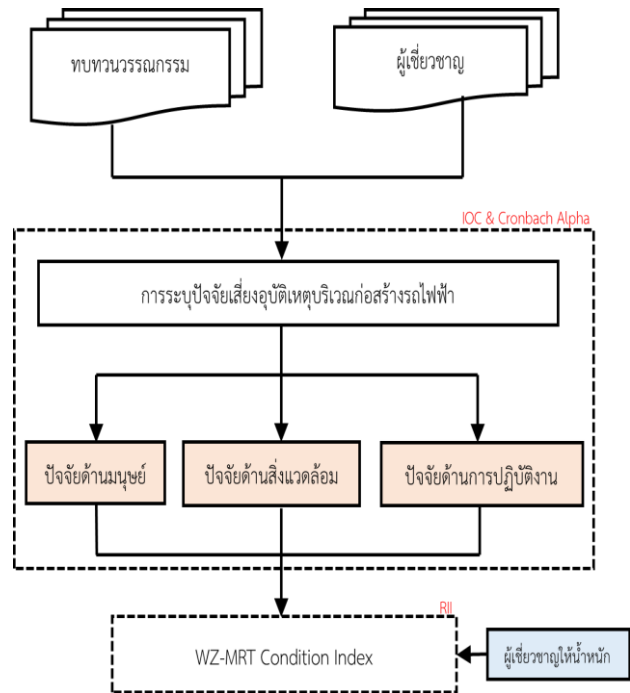 ทบทวนวรรณกรรม
ผู้เชี่ยวชาญ
IOC & Cronbach Alpha
การระบุปัจจัยเสี่ยงอุบัติเหตุบริเวณก่อสร้างรถไฟฟ้า
ปัจจัยด้านมนุษย์
ปัจจัยด้านสิ่งแวดล้อม
ปัจจัยด้านการปฏิบัติงาน
RII
WZ-MRT Condition Index
ผู้เชี่ยวชาญให้น้ำหนัก